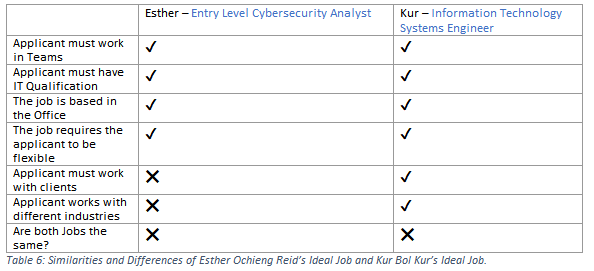 Esther – Entry Level Cybersecurity Analyst
Kur – Information Technology
Systems Engineer
Applicant must work
in Teams
✓ ✓
Applicant must have
IT Qualification
✓ ✓
The job is based in
the Office
✓ ✓
The job requires the
applicant to be
flexible
✓ ✓
Applicant must work
with clients
✗ ✓
Applicant works with
different industries
✗ ✓
Are both Jobs the
same?
✗ ✗
Table 6: Similarities and Differences of Esther Ochieng Reid's Ideal Job and Kur Bol Kur's Ideal Job.